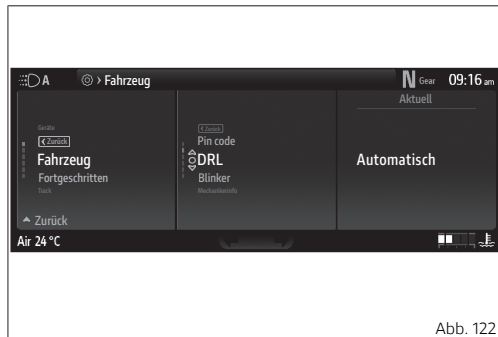 A Fahrzeug N Gear 09:16 am
Aktuell
Geräte
Zurück
Fahrzeug
Fortgeschritten
Track
Zurück
Zurück
Pin code
DRL
Blinker
Mechankerinfo
Automatisch
Air 24 °C
Abb. 122